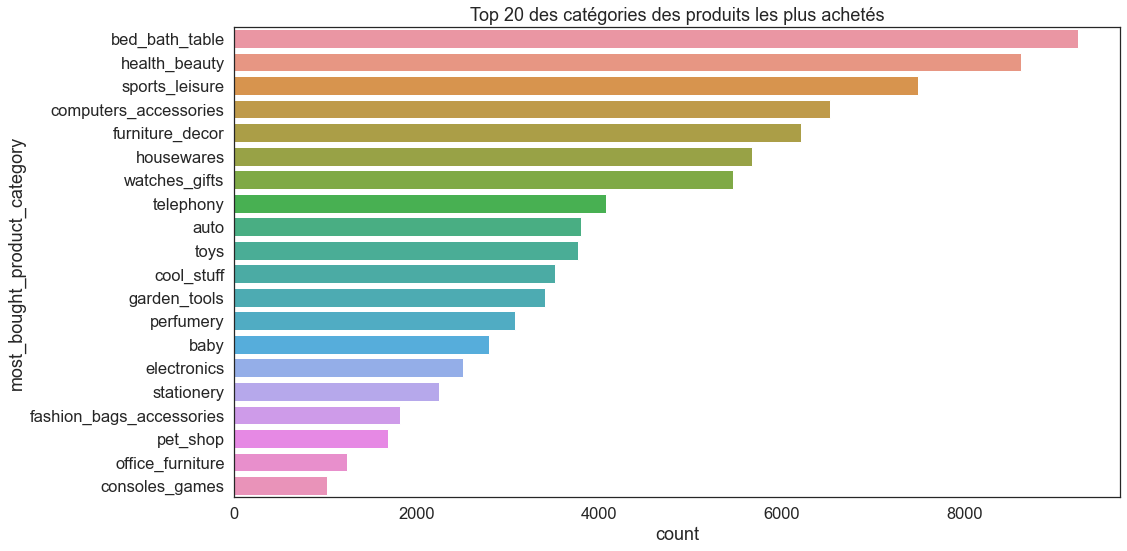 Top 20 des catégories des produits les plus achetés
most_bought_product_category
bed_bath_table
health_beauty
sports_leisure
computers_accessories
furniture_decor
housewares
watches_gifts
telephony
auto
toys
cool_stuff
garden_tools
perfumery
baby
electronics
stationery
fashion_bags_accessories
pet_shop
office_furniture
consoles_games
0 2000 4000 6000 8000
count